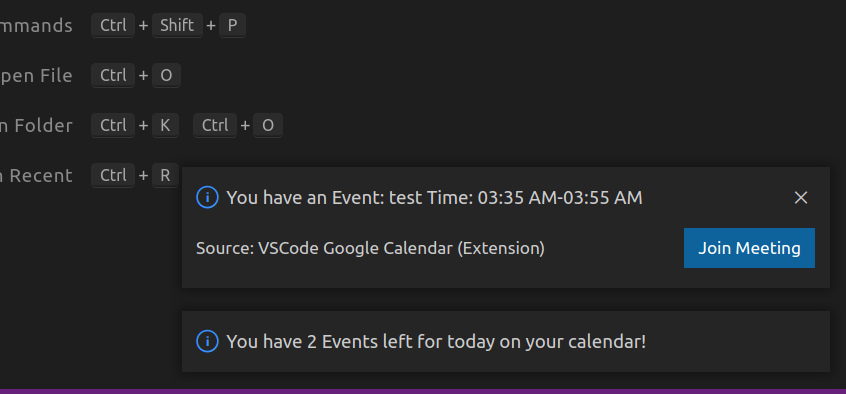 mmands Ctrl + Shift + P
pen File Ctrl + O
n Folder Ctrl + K Ctrl + O
n Recent Ctrl + R
You have an Event: test Time: 03:35 AM-03:55 AM
Source: VSCode Google Calendar (Extension) Join Meeting
You have 2 Events left for today on your calendar!